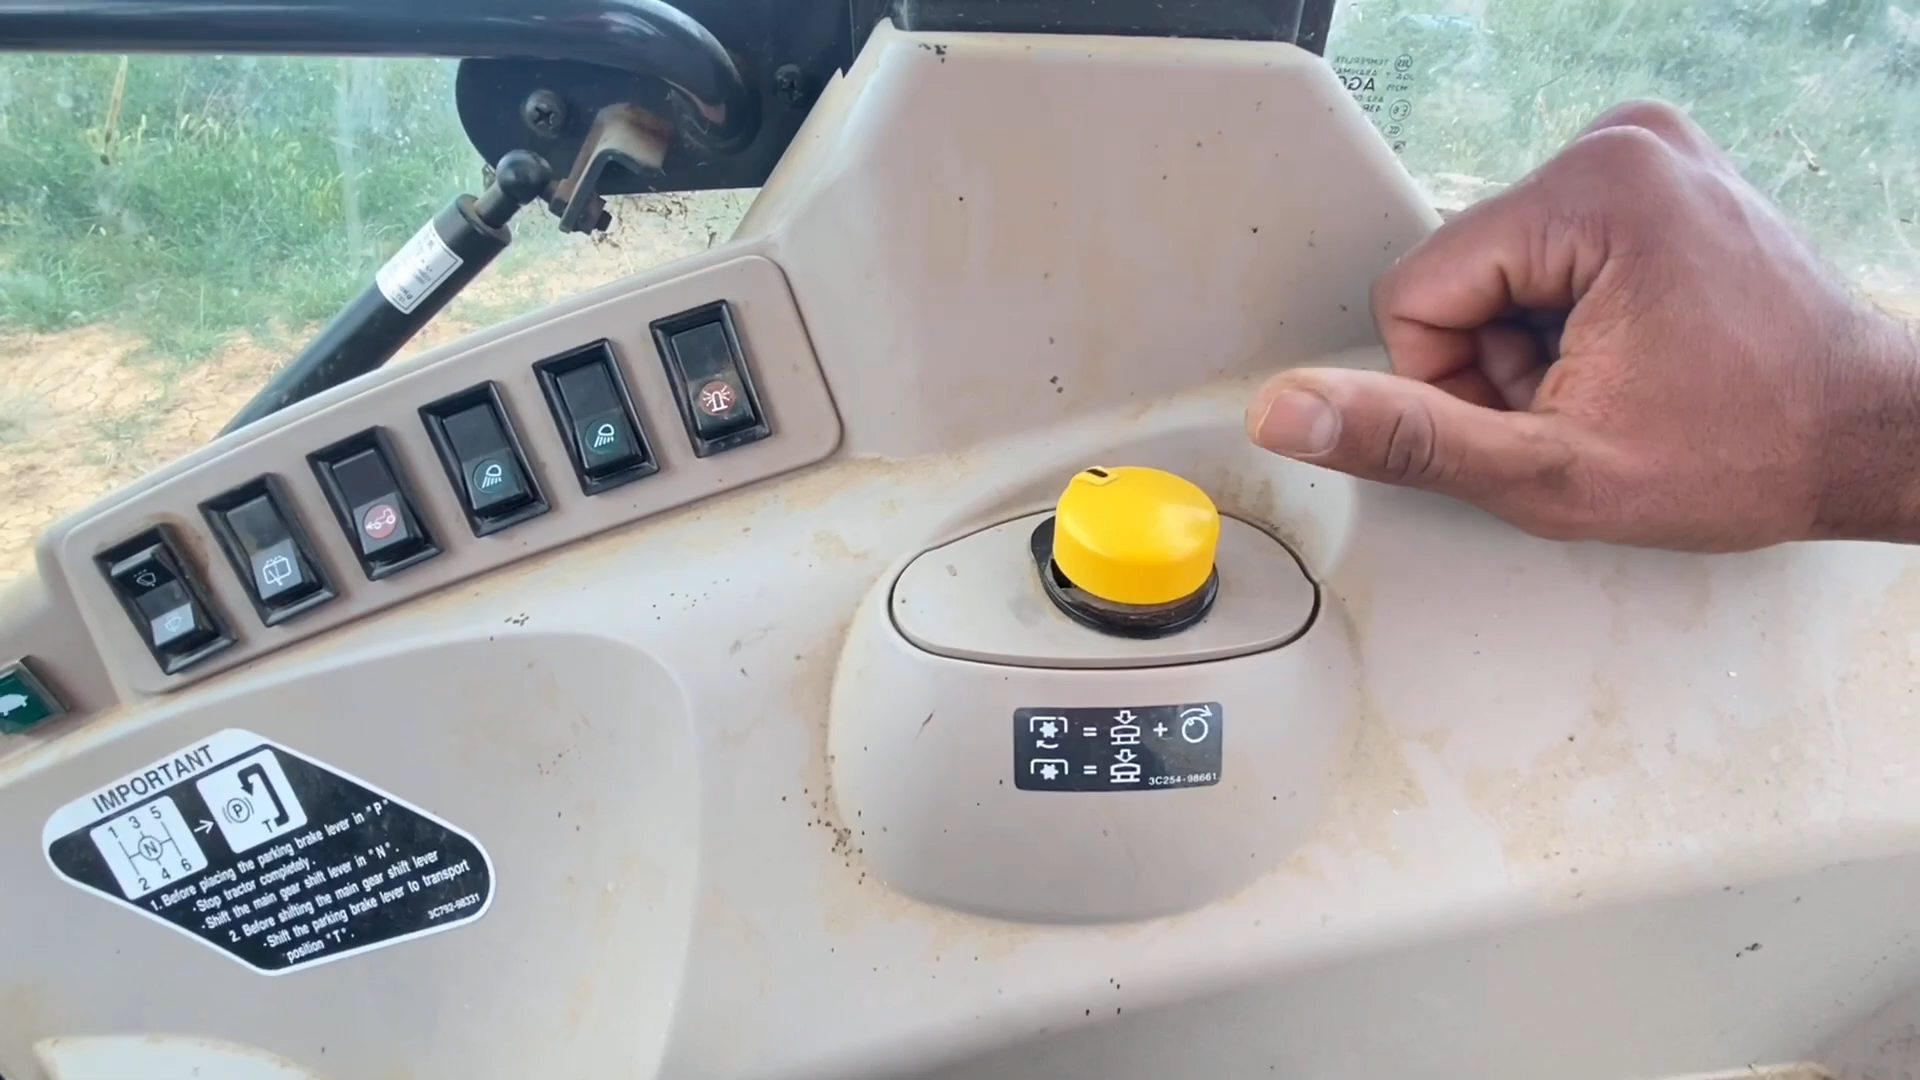 IMPORTANT
1 3 5
N
2 4 6
P
T
1. Before placing the parking brake lever in "P"
·Stop tractor completely.
·Shift the main gear shift lever in "N".
2. Before shifting the main gear shift lever
·Shift the parking brake lever to transport
position "T".
3C792-98331
= +
=
3C254-98661